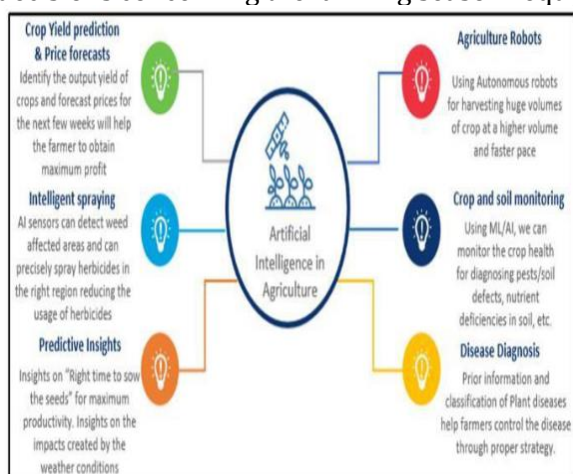 Crop Yield prediction
& Price forecasts
Identify the output yield of
crops and forecast prices for
the next few weeks will help
the farmer to obtain
maximum profit
Intelligent spraying
AI sensors can detect weed
affected areas and can
precisely spray herbicides in
the right region reducing the
usage of herbicides
Predictive Insights
Insights on "Right time to sow
the seeds" for maximum
productivity. Insights on the
impacts created by the
weather conditions
Artificial
Intelligence in
Agriculture
Agriculture Robots
Using Autonomous robots
for harvesting huge volumes
of crop at a higher volume
and faster pace
Crop and soil monitoring
Using ML/AI, we can
monitor the crop health
for diagnosing pests/soil
defects, nutrient
deficiencies in soil, etc.
Disease Diagnosis
Prior information and
classification of Plant diseases
help farmers control the disease
through proper strategy.